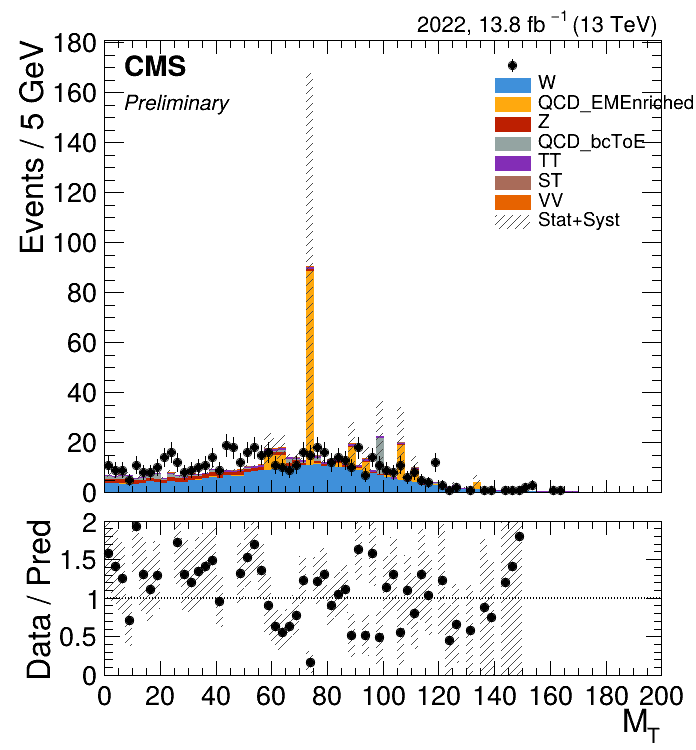 2022, 13.8 fb⁻¹ (13 TeV)
CMS
Preliminary
Events / 5 GeV
180
160
140
120
100
80
60
40
20
0
W
QCD_EMEnriched
Z
QCD_bcToE
TT
ST
VV
Stat+Syst
Data / Pred
2
1.5
1
0.5
0
0 20 40 60 80 100 120 140 160 180 200
M_T